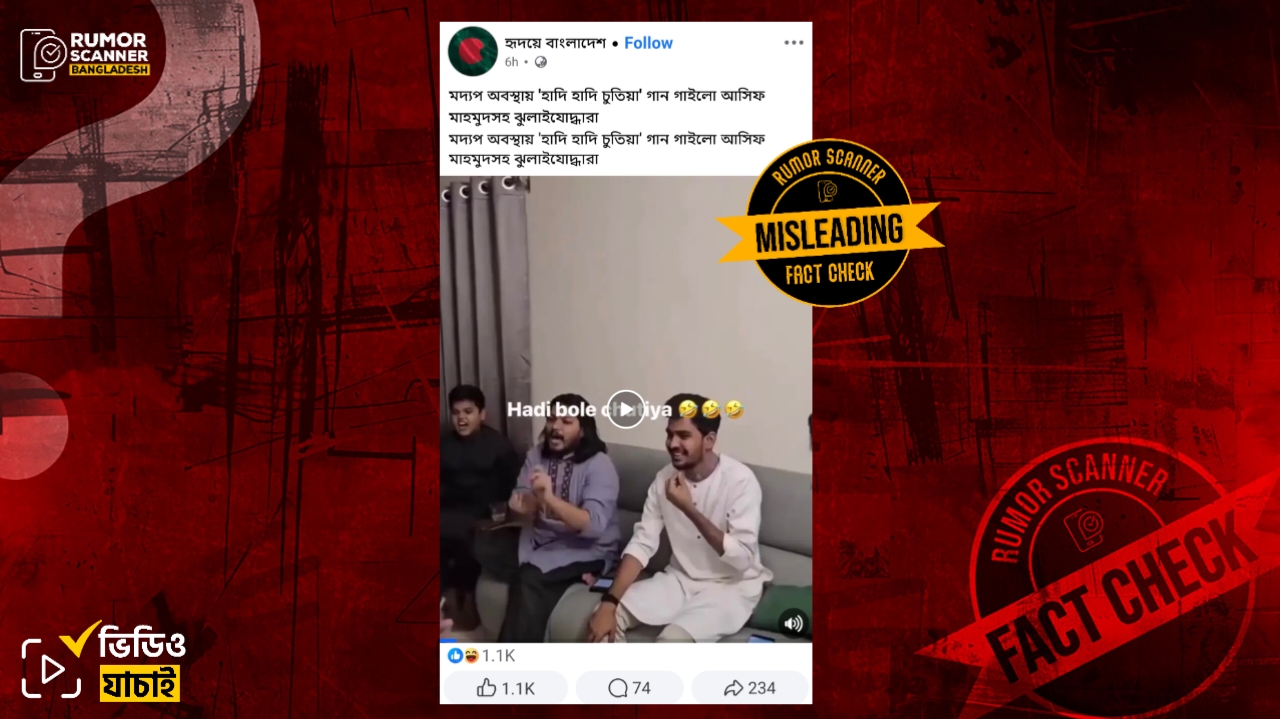 RUMOR
SCANNER
BANGLADESH
হৃদয়ে বাংলাদেশ • Follow
6h •
মদ্যপ অবস্থায় 'হাদি হাদি চুতিয়া' গান গাইলো আসিফ
মাহমুদসহ ঝুলাইযোদ্ধারা
মদ্যপ অবস্থায় 'হাদি হাদি চুতিয়া' গান গাইলো আসিফ
মাহমুদসহ ঝুলাইযোদ্ধারা
RUMOR SCANNER
MISLEADING
FACT CHECK
Hadi bole chutiya 🤣🤣🤣
RUMOR SCANNER
FACT CHECK
ভিডিও
যাচাই
1.1K
1.1K 74 234